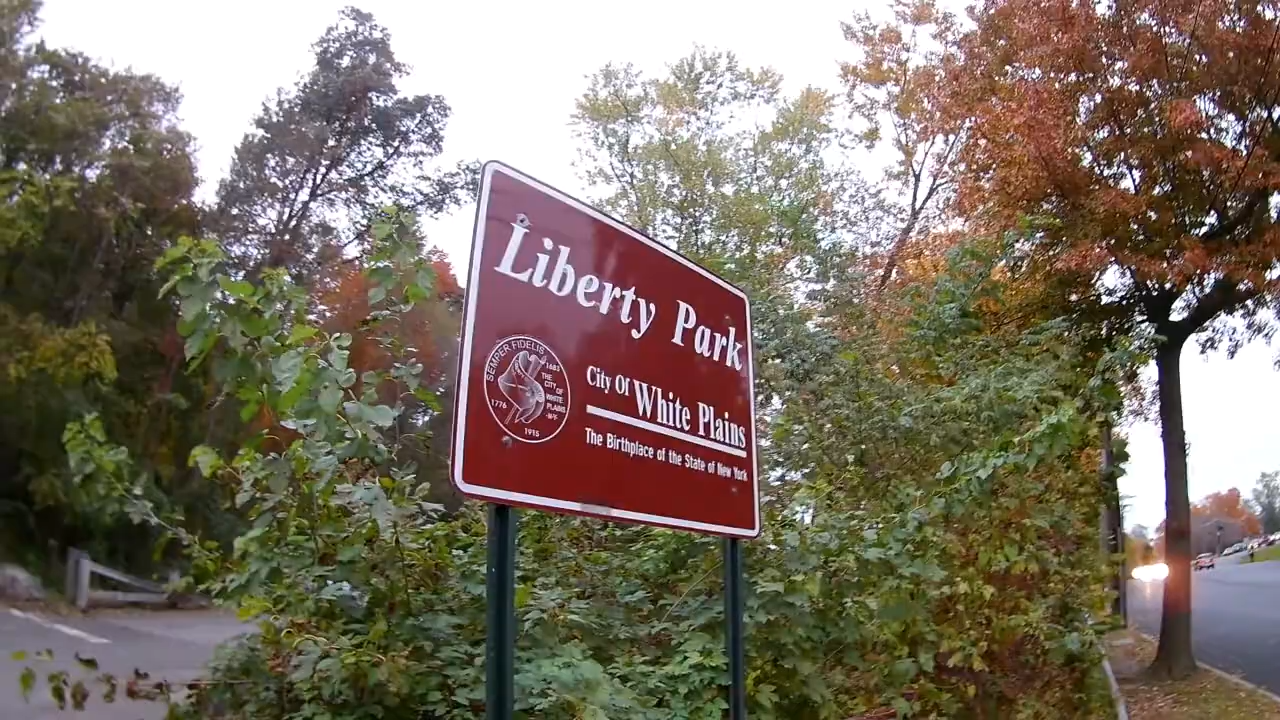 Liberty Park
SEMPER FIDELIS
1683
THE
CITY OF
WHITE
PLAINS
-N-Y-
1776
1915
City Of White Plains
The Birthplace of the State of New York